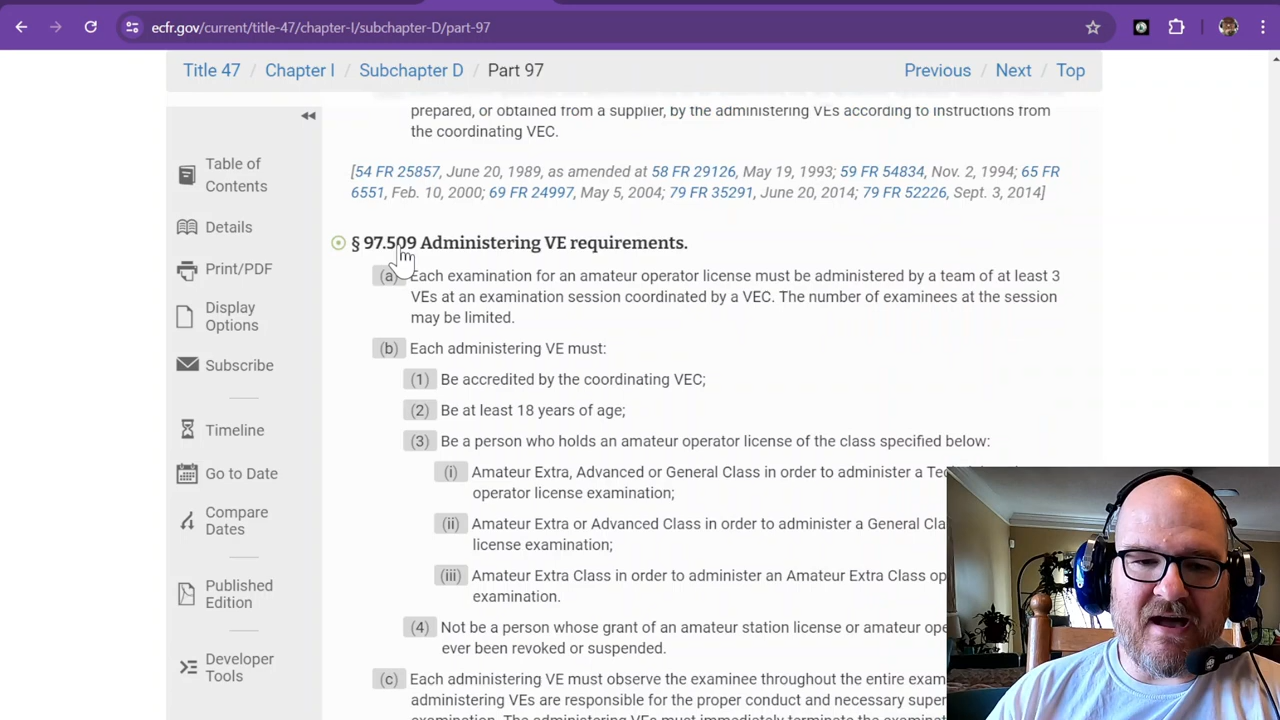 ecfr.gov/current/title-47/chapter-I/subchapter-D/part-97
Title 47 / Chapter I / Subchapter D / Part 97
Previous Next Top
prepared, or obtained from a supplier, by the administering VEs according to instructions from
the coordinating VEC.
[54 FR 25857, June 20, 1989, as amended at 58 FR 29126, May 19, 1993; 59 FR 54834, Nov. 2, 1994; 65 FR
6551, Feb. 10, 2000; 69 FR 24997, May 5, 2004; 79 FR 35291, June 20, 2014; 79 FR 52226, Sept. 3, 2014]
§ 97.509 Administering VE requirements.
(a) Each examination for an amateur operator license must be administered by a team of at least 3
VEs at an examination session coordinated by a VEC. The number of examinees at the session
may be limited.
(b) Each administering VE must:
(1) Be accredited by the coordinating VEC;
(2) Be at least 18 years of age;
(3) Be a person who holds an amateur operator license of the class specified below:
(i) Amateur Extra, Advanced or General Class in order to administer a
operator license examination;
(ii) Amateur Extra or Advanced Class in order to administer a General
license examination;
(iii) Amateur Extra Class in order to administer an Amateur Extra Class
examination.
(4) Not be a person whose grant of an amateur station license or amateur
ever been revoked or suspended.
(c) Each administering VE must observe the examinee throughout the entire
administering VEs are responsible for the proper conduct and necessary
examination. The administering VEs must immediately terminate the
Table of
Contents
Details
Print/PDF
Display
Options
Subscribe
Timeline
Go to Date
Compare
Dates
Published
Edition
Developer
Tools